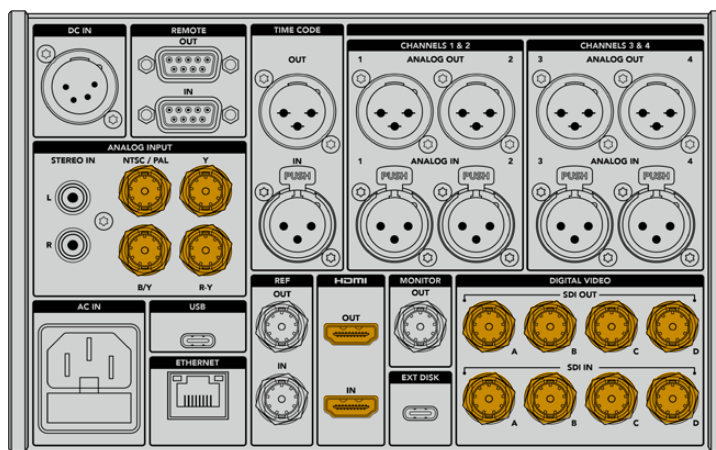 DC IN
REMOTE
OUT
IN
TIME CODE
OUT
IN
PUSH
CHANNELS 1 & 2
1 ANALOG OUT 2
1 ANALOG IN 2
PUSH PUSH
CHANNELS 3 & 4
3 ANALOG OUT 4
3 ANALOG IN 4
PUSH PUSH
ANALOG INPUT
STEREO IN NTSC / PAL Y
L
R
B/Y R-Y
AC IN
USB
ETHERNET
REF
OUT
IN
HDMI
OUT
IN
MONITOR
OUT
EXT DISK
DIGITAL VIDEO
SDI OUT
A B C D
SDI IN
A B C D